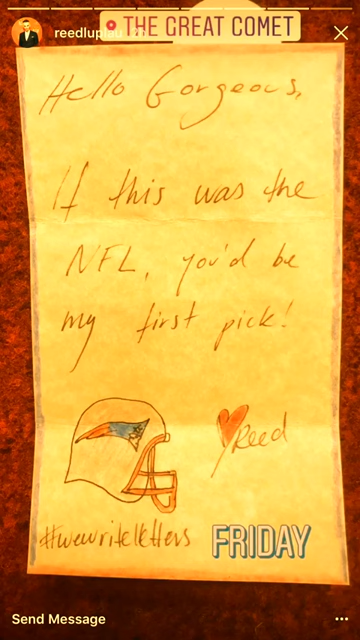 THE GREAT COMET
reedluplau
Hello Gorgeous,
If this was the
NFL, you'd be
my first pick!
Reed
#wewriteletters
FRIDAY
Send Message